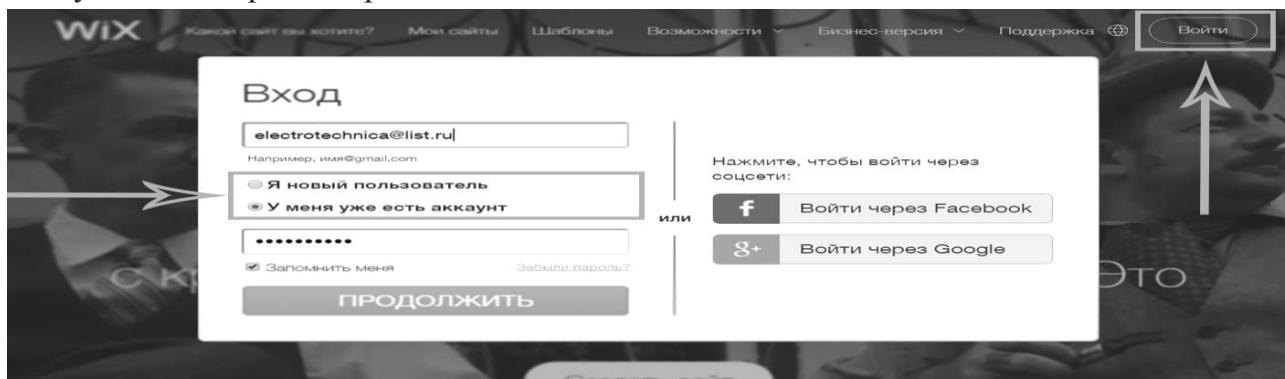 WiX Какой сайт вы хотите? Мои сайты Шаблоны Возможности Бизнес-версия Поддержка Войти
Вход
electrotechnica@list.ru
Например, имя@gmail.com
Я новый пользователь
У меня уже есть аккаунт
••••••••••
Запомнить меня Забыли пароль?
ПРОДОЛЖИТЬ
или
Нажмите, чтобы войти через
соцсети:
f Войти через Facebook
8+ Войти через Google
Это